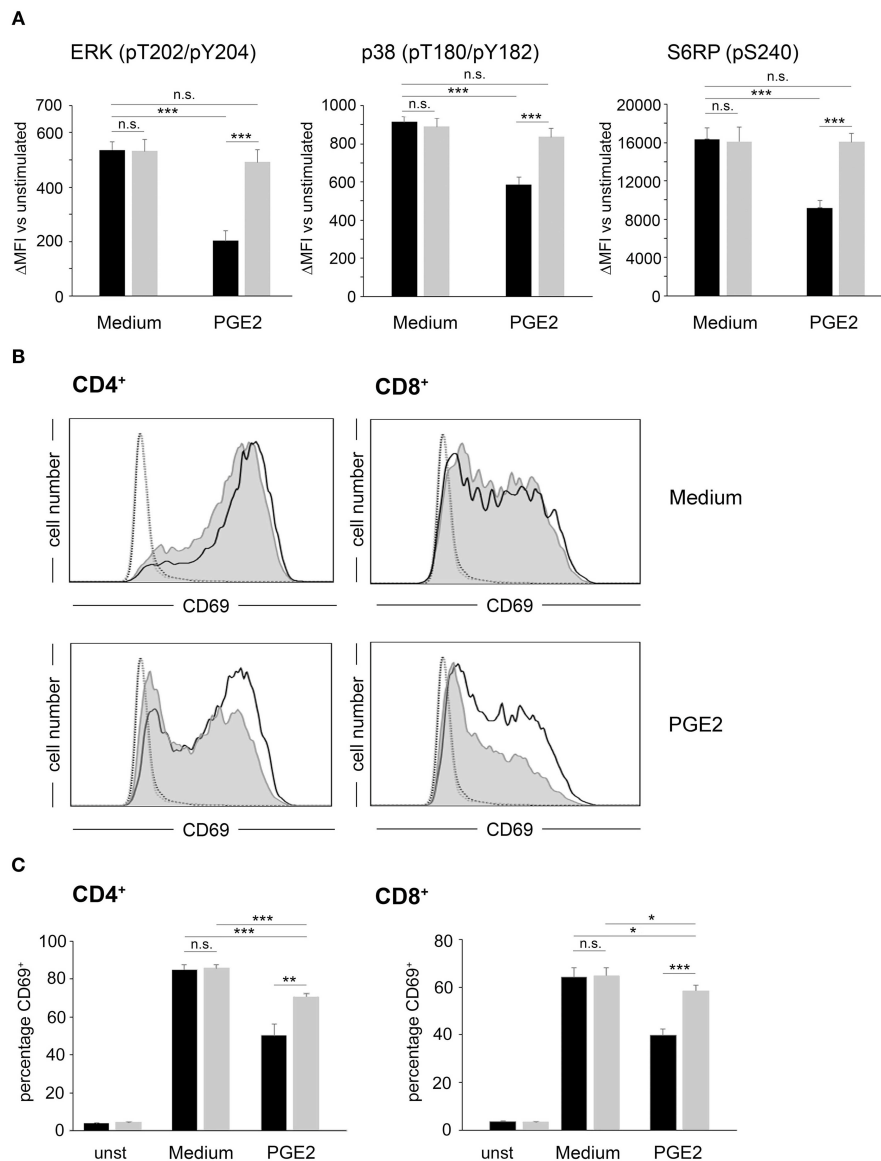 A
ERK (pT202/pY204)
p38 (pT180/pY182)
S6RP (pS240)
n.s.
***
n.s.
***
700
600
400
200
0
ΔMFI vs unstimulated
Medium
PGE2
n.s.
***
n.s.
***
1000
800
600
400
200
0
ΔMFI vs unstimulated
Medium
PGE2
n.s.
***
n.s.
***
20000
16000
12000
8000
4000
0
ΔMFI vs unstimulated
Medium
PGE2
B
CD4⁺
CD8⁺
cell number
CD69
cell number
CD69
Medium
cell number
CD69
cell number
CD69
PGE2
C
CD4⁺
CD8⁺
***
***
n.s.
**
100
80
60
40
20
0
percentage CD69⁺
unst
Medium
PGE2
*
*
n.s.
***
80
60
40
20
0
percentage CD69⁺
unst
Medium
PGE2